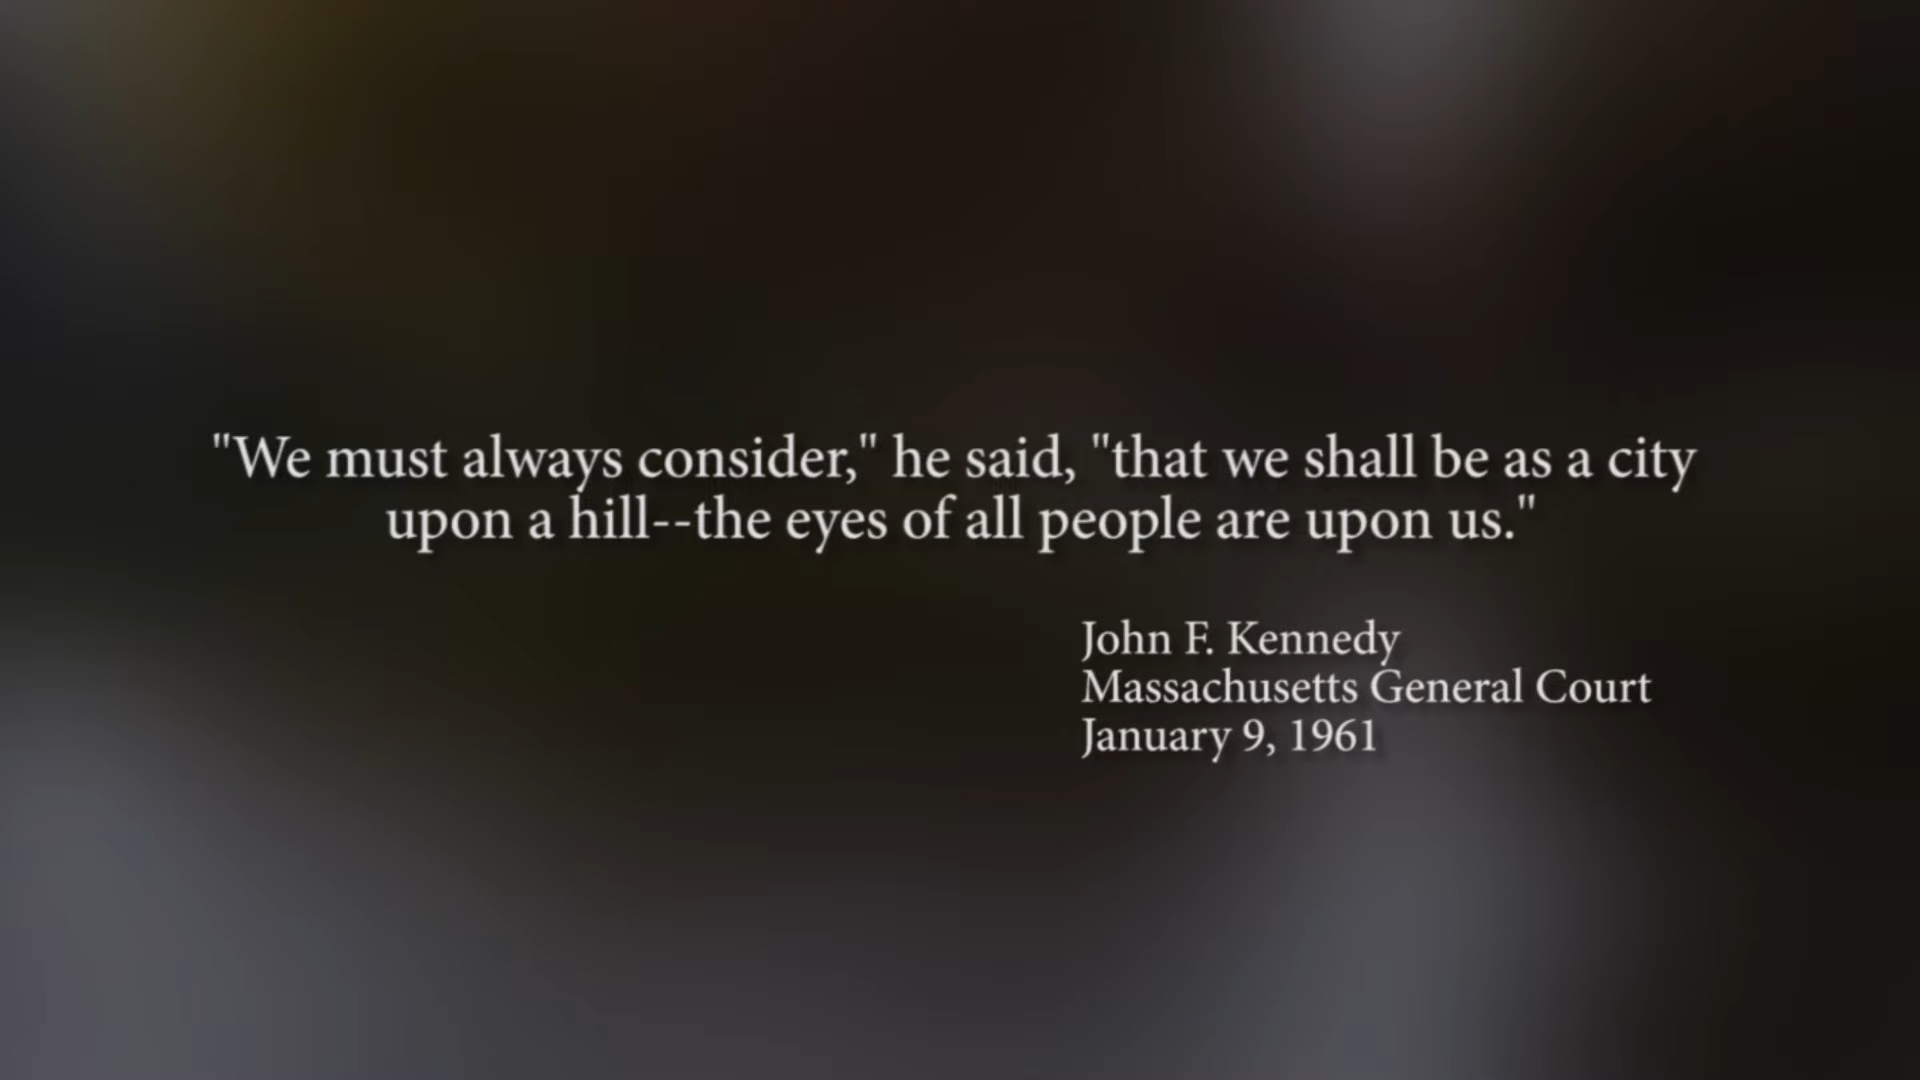 "We must always consider," he said, "that we shall be as a city
upon a hill--the eyes of all people are upon us."
John F. Kennedy
Massachusetts General Court
January 9, 1961